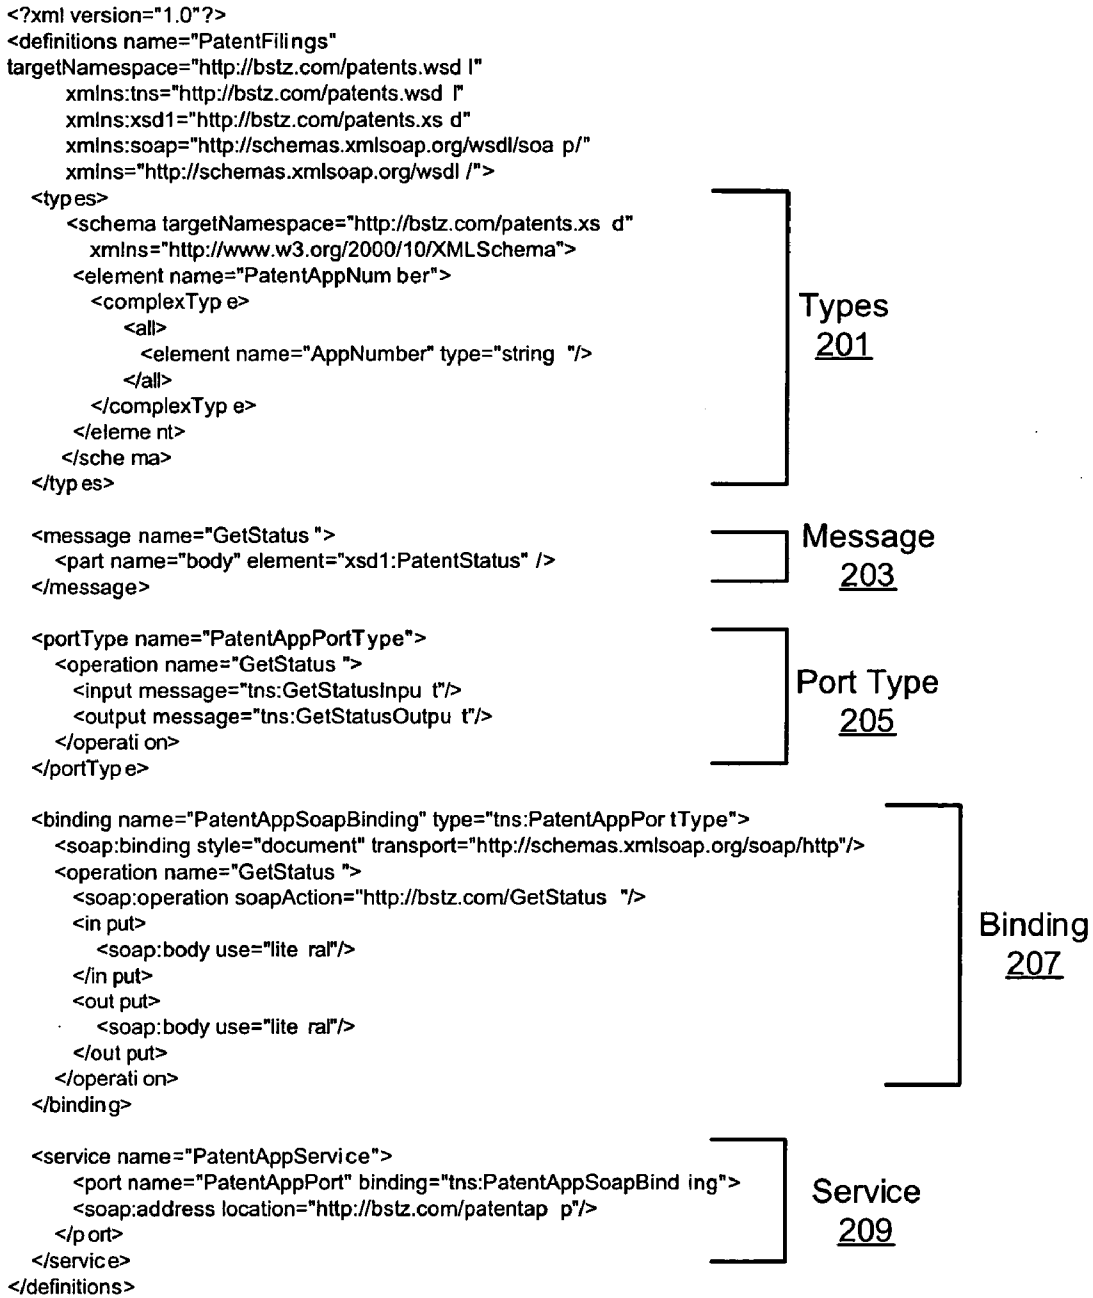 <?xml version="1.0"?>
<definitions name="PatentFilings"
targetNamespace="http://bstz.com/patents.wsd l"
xmlns:tns="http://bstz.com/patents.wsd l"
xmlns:xsd1="http://bstz.com/patents.xs d"
xmlns:soap="http://schemas.xmlsoap.org/wsdl/soa p/"
xmlns="http://schemas.xmlsoap.org/wsdl /">
<typ es>
<schema targetNamespace="http://bstz.com/patents.xs d"
xmlns="http://www.w3.org/2000/10/XMLSchema">
<element name="PatentAppNum ber">
<complexTyp e>
<all>
<element name="AppNumber" type="string "/>
</all>
</complexTyp e>
</eleme nt>
</sche ma>
</typ es>
Types
201
<message name="GetStatus ">
<part name="body" element="xsd1:PatentStatus" />
</message>
Message
203
<portType name="PatentAppPortType">
<operation name="GetStatus ">
<input message="tns:GetStatusInpu t"/>
<output message="tns:GetStatusOutpu t"/>
</operati on>
</portTyp e>
Port Type
205
<binding name="PatentAppSoapBinding" type="tns:PatentAppPor tType">
<soap:binding style="document" transport="http://schemas.xmlsoap.org/soap/http"/>
<operation name="GetStatus ">
<soap:operation soapAction="http://bstz.com/GetStatus "/>
<in put>
<soap:body use="lite ral"/>
</in put>
<out put>
<soap:body use="lite ral"/>
</out put>
</operati on>
</bindin g>
Binding
207
<service name="PatentAppService">
<port name="PatentAppPort" binding="tns:PatentAppSoapBind ing">
<soap:address location="http://bstz.com/patentap p"/>
</p ort>
</servic e>
</definitions>
Service
209